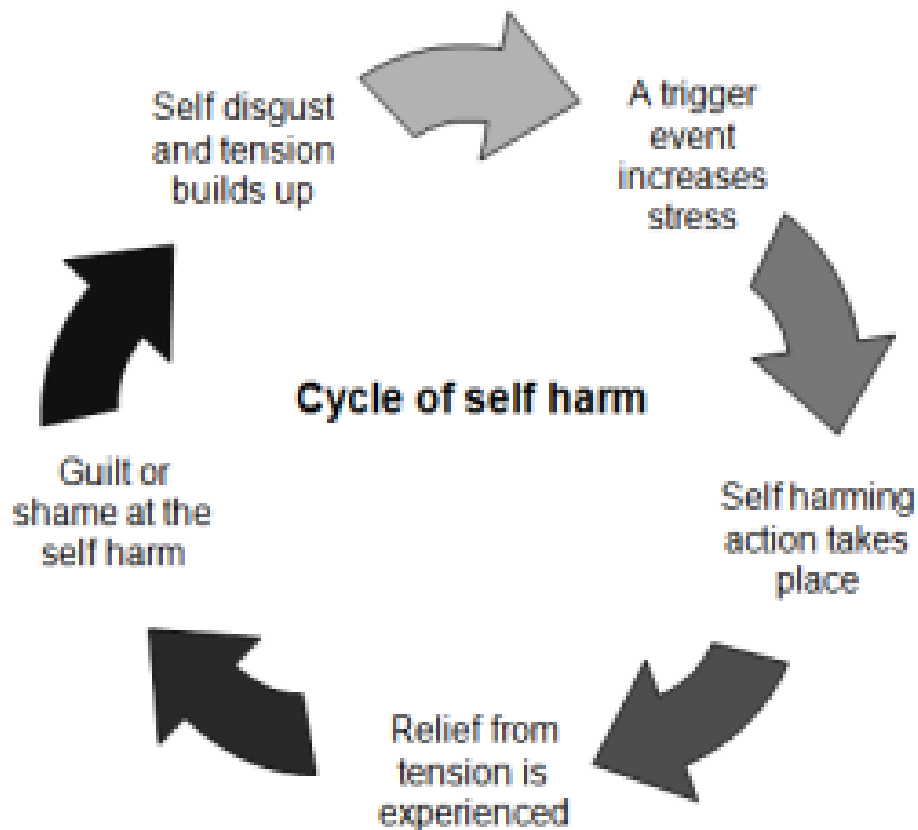 Self disgust
and tension
builds up
A trigger
event
increases
stress
Cycle of self harm
Guilt or
shame at the
self harm
Self harming
action takes
place
Relief from
tension is
experienced